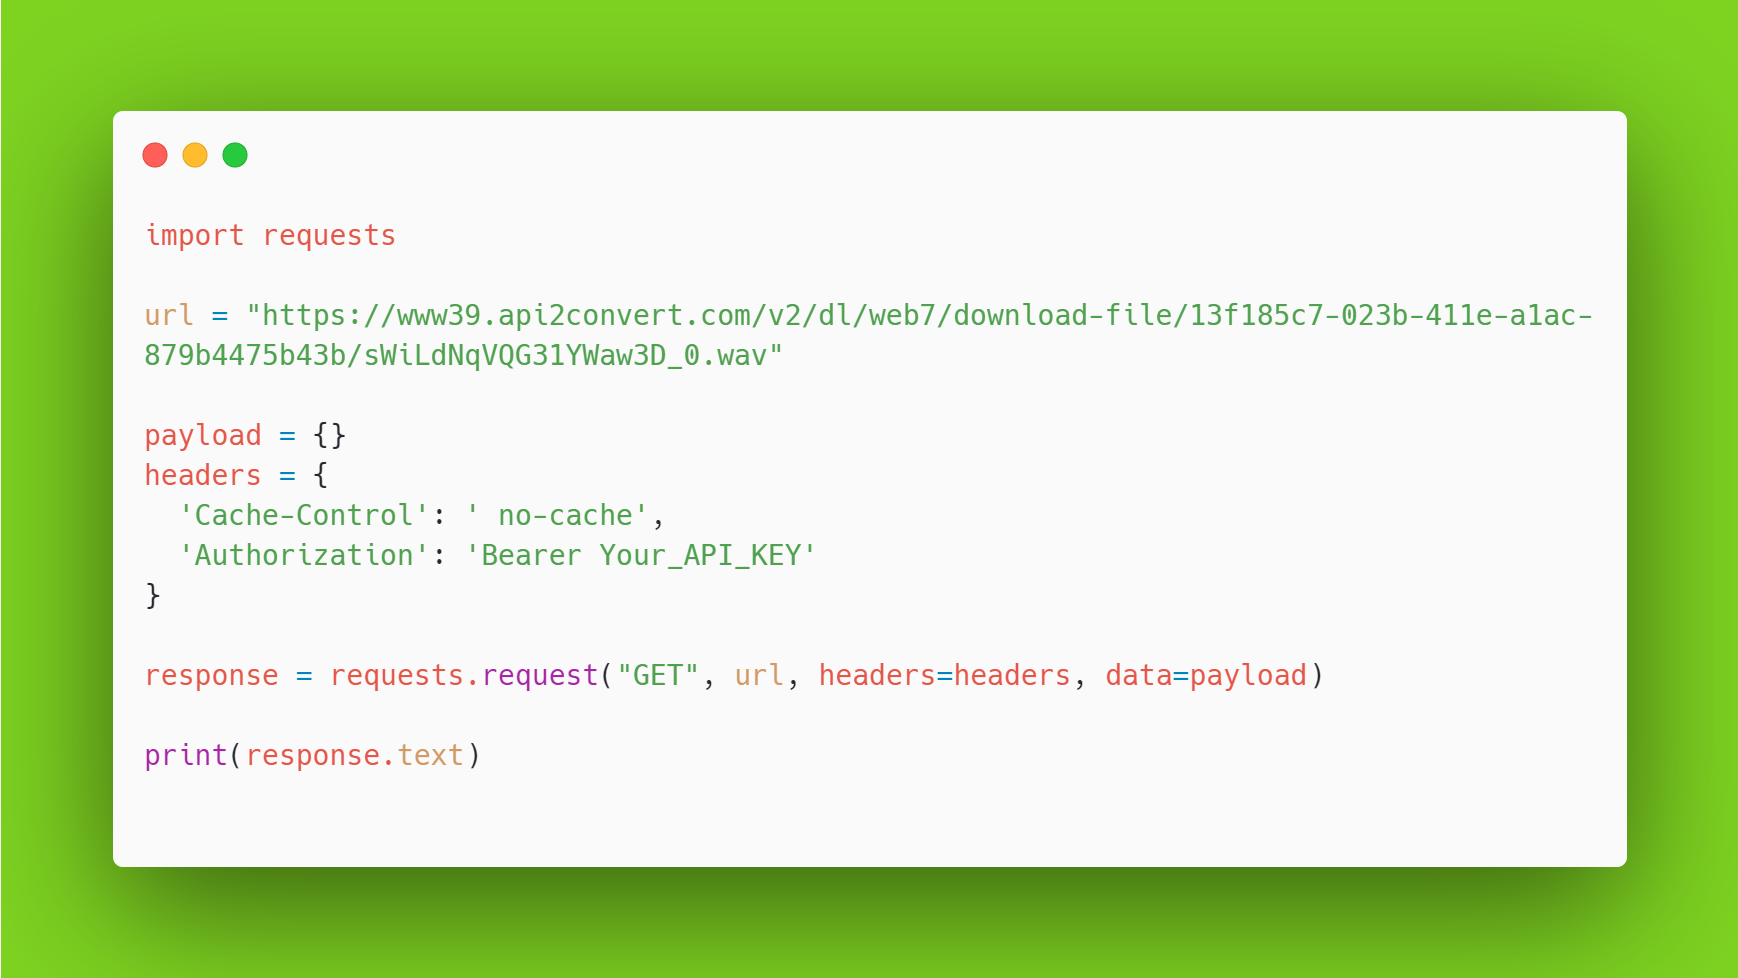 import requests
url = "https://www39.api2convert.com/v2/dl/web7/download-file/13f185c7-023b-411e-a1ac-
879b4475b43b/sWiLdNqVQG31YWaw3D_0.wav"
payload = {}
headers = {
  'Cache-Control': ' no-cache',
  'Authorization': 'Bearer Your_API_KEY'
}
response = requests.request("GET", url, headers=headers, data=payload)
print(response.text)